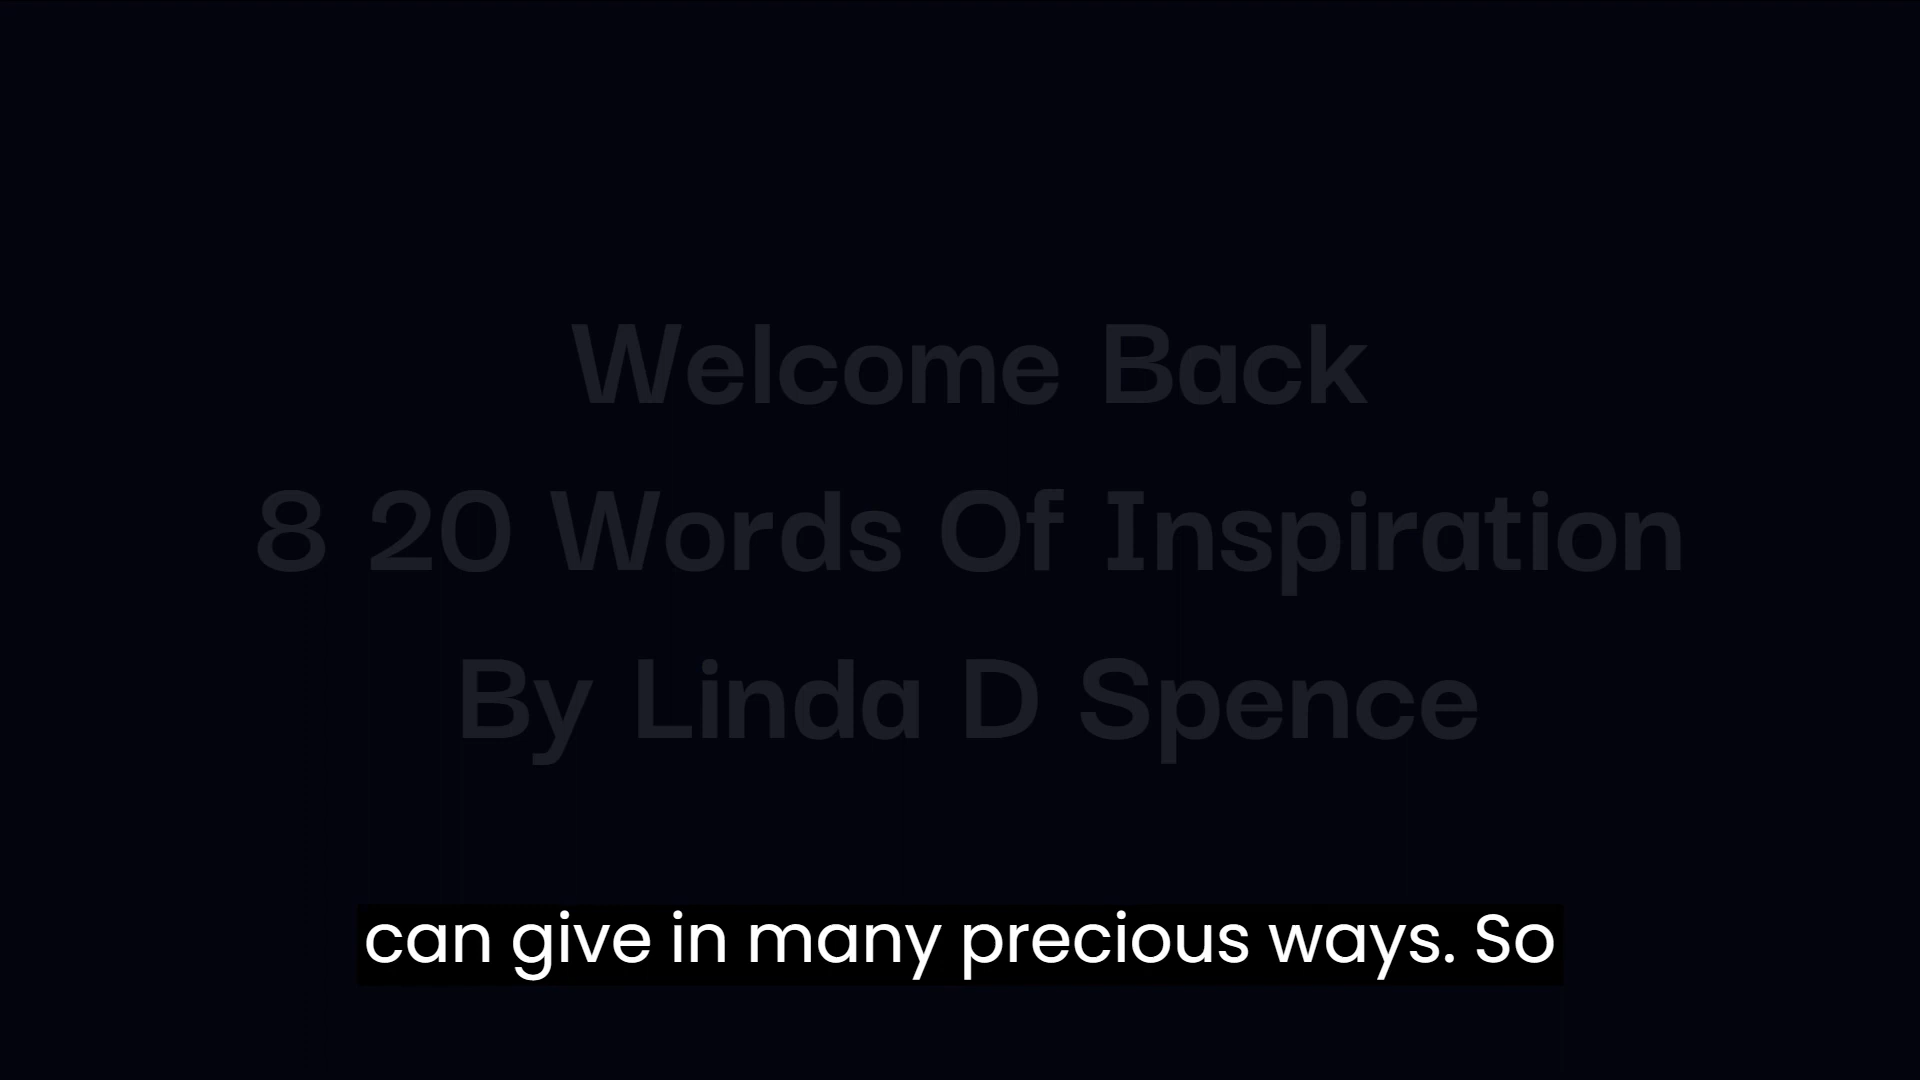 Welcome Back
8 20 Words Of Inspiration
By Linda D Spence
can give in many precious ways. So